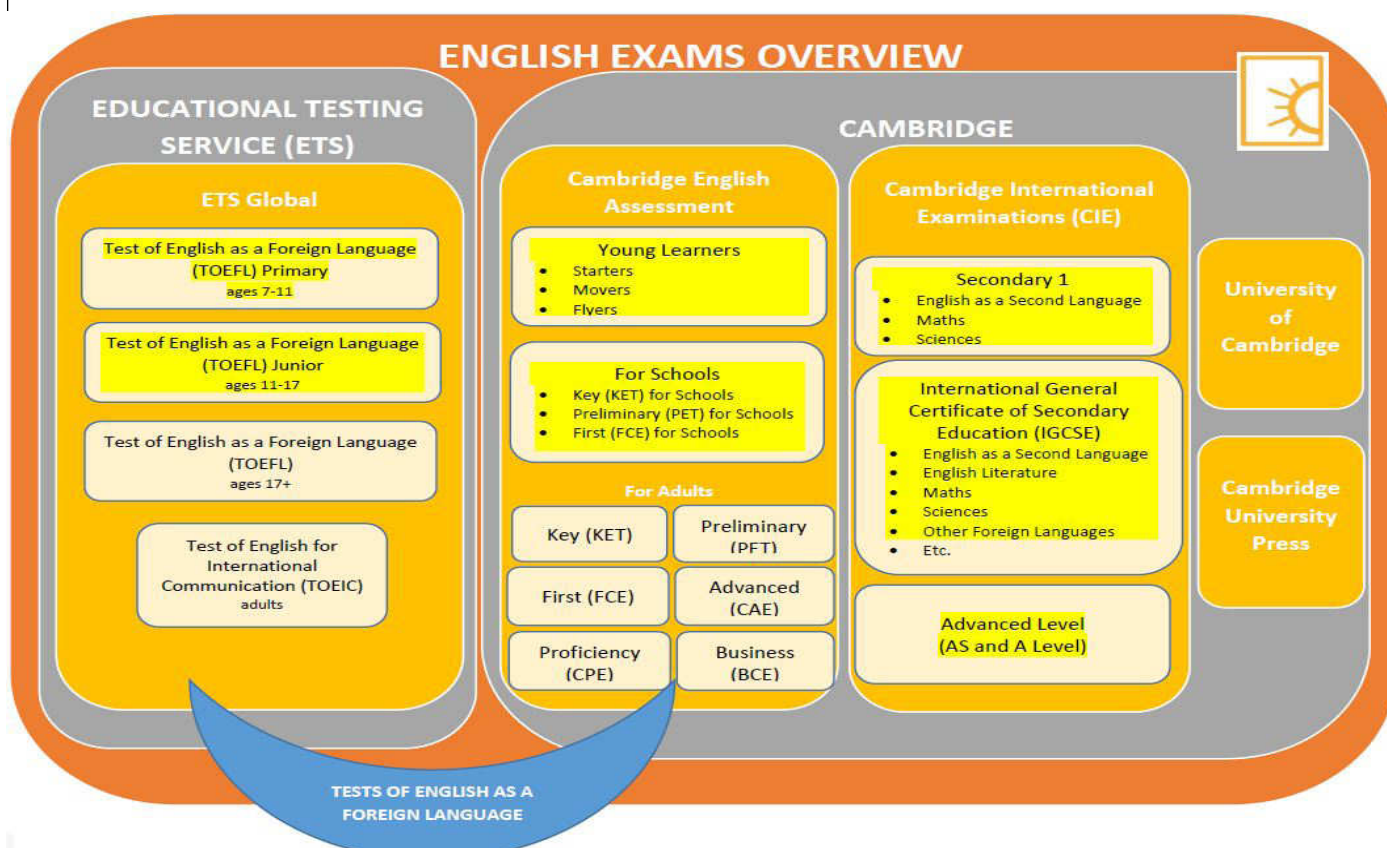 ENGLISH EXAMS OVERVIEW
EDUCATIONAL TESTING
SERVICE (ETS)
ETS Global
Test of English as a Foreign Language
(TOEFL) Primary
ages 7-11
Test of English as a Foreign Language
(TOEFL) Junior
ages 11-17
Test of English as a Foreign Language
(TOEFL)
ages 17+
Test of English for
International
Communication (TOEIC)
adults
CAMBRIDGE
Cambridge English
Assessment
Young Learners
• Starters
• Movers
• Flyers
For Schools
• Key (KET) for Schools
• Preliminary (PET) for Schools
• First (FCE) for Schools
For Adults
Key (KET)
Preliminary
(PET)
First (FCE)
Advanced
(CAE)
Proficiency
(CPE)
Business
(BCE)
Cambridge International
Examinations (CIE)
Secondary 1
• English as a Second Language
• Maths
• Sciences
International General
Certificate of Secondary
Education (IGCSE)
• English as a Second Language
• English Literature
• Maths
• Sciences
• Other Foreign Languages
• Etc.
Advanced Level
(AS and A Level)
University
of
Cambridge
Cambridge
University
Press
TESTS OF ENGLISH AS A
FOREIGN LANGUAGE